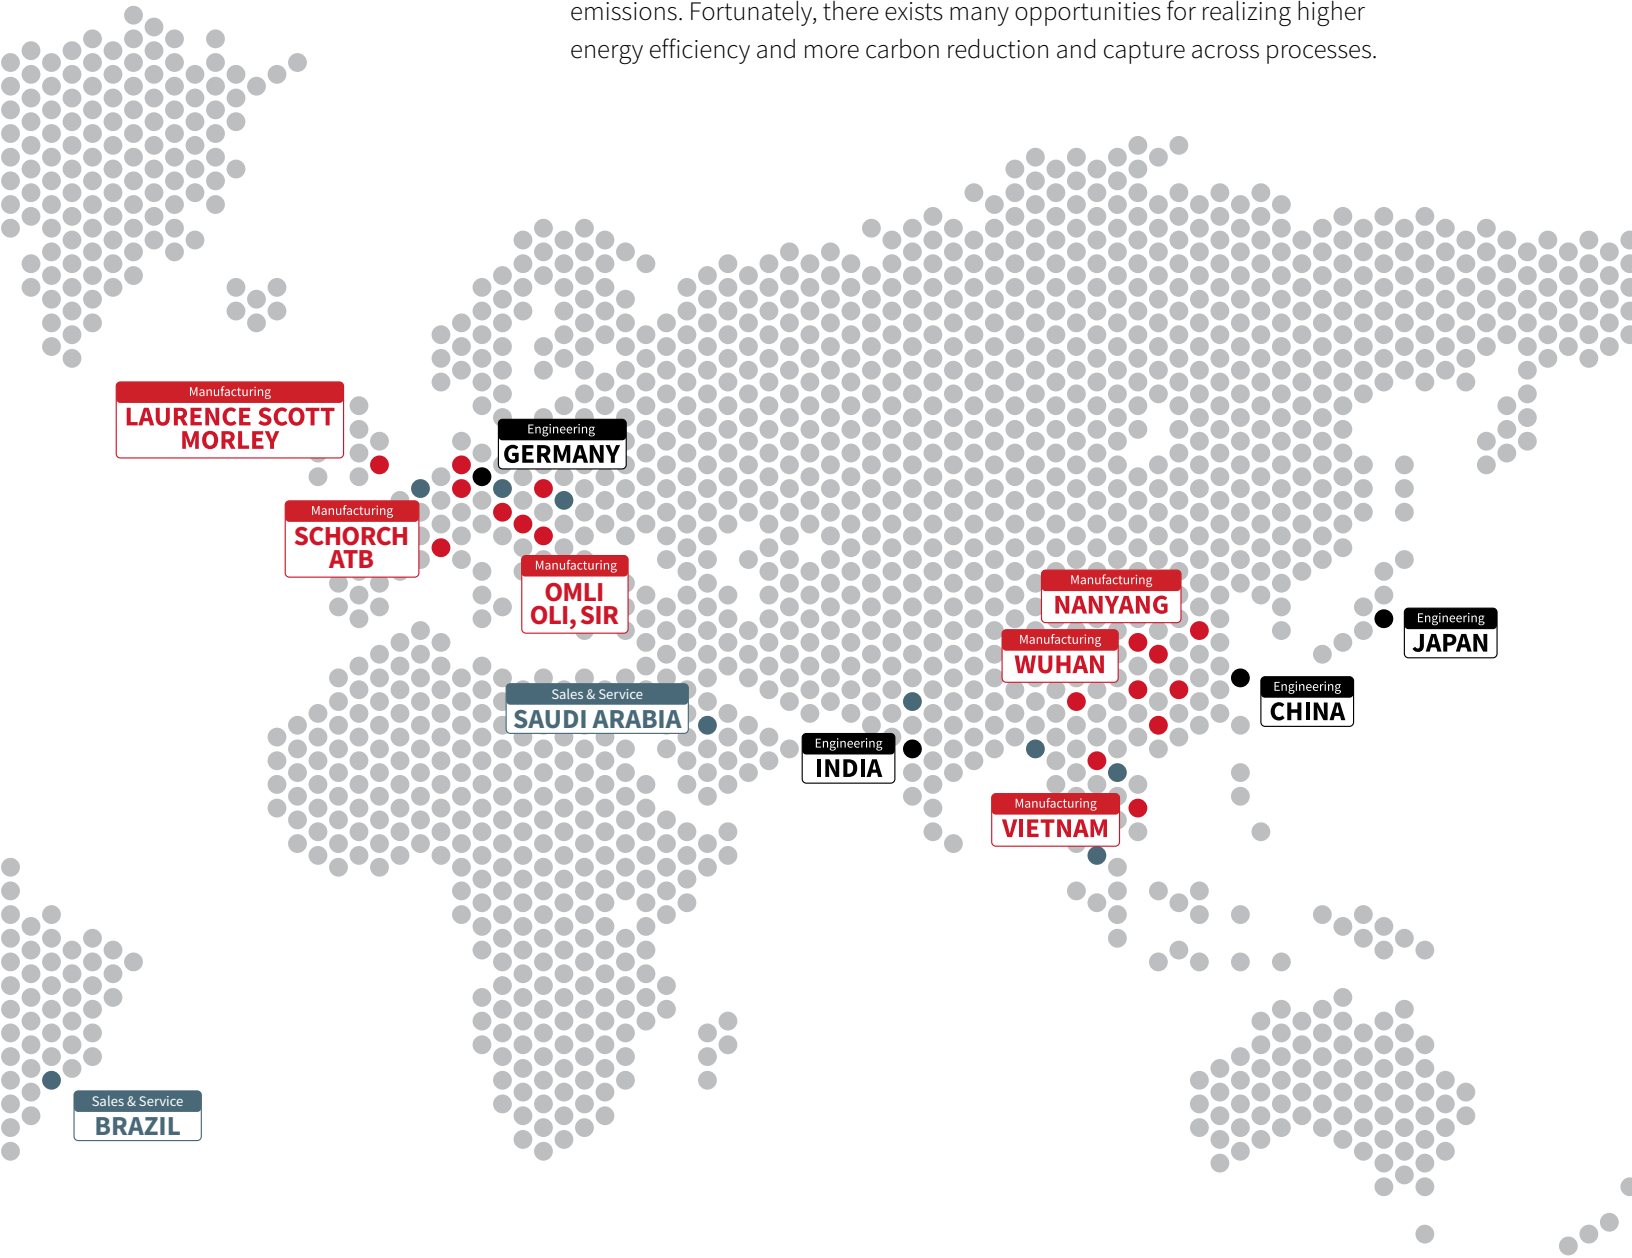 emissions. Fortunately, there exists many opportunities for realizing higher
energy efficiency and more carbon reduction and capture across processes.
Manufacturing
LAURENCE SCOTT
MORLEY
Engineering
GERMANY
Manufacturing
SCHORCH
ATB
Manufacturing
OMLI
OLI, SIR
Manufacturing
NANYANG
Engineering
JAPAN
Manufacturing
WUHAN
Engineering
CHINA
Sales & Service
SAUDI ARABIA
Engineering
INDIA
Manufacturing
VIETNAM
Sales & Service
BRAZIL